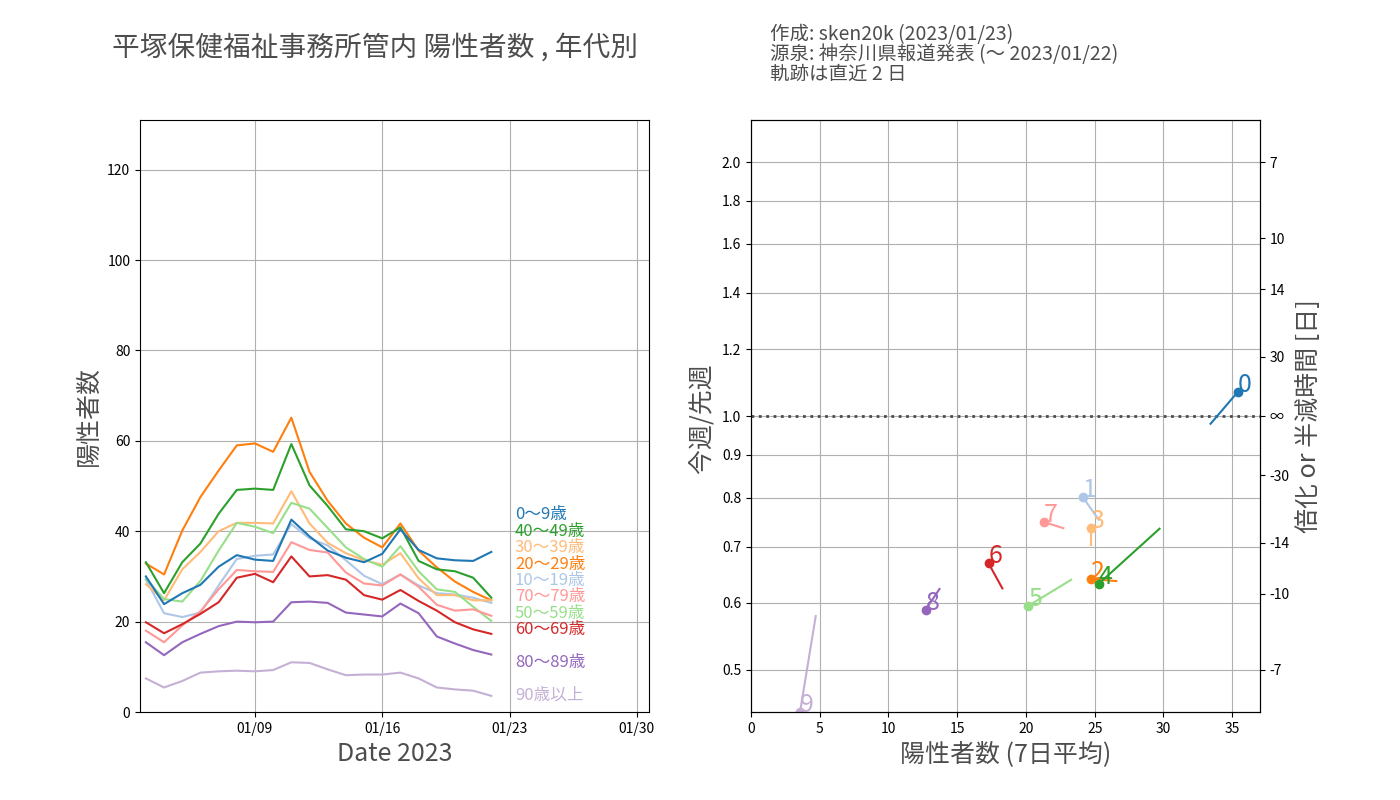 平塚保健福祉事務所管内 陽性者数 , 年代別
作成: sken20k (2023/01/23)
源泉: 神奈川県報道発表 (〜 2023/01/22)
軌跡は直近 2 日
陽性者数
120
100
80
60
40
20
0
01/09
01/16
01/23
01/30
Date 2023
0〜9歳
40〜49歳
30〜39歳
20〜29歳
10〜19歳
70〜79歳
50〜59歳
60〜69歳
80〜89歳
90歳以上
今週/先週
2.0
1.8
1.6
1.4
1.2
1.0
0.9
0.8
0.7
0.6
0.5
0
5
10
15
20
25
30
35
陽性者数 (7日平均)
7
10
14
30
∞
-30
-14
-10
-7
倍化 or 半減時間 [日]
0
1
7
3
6
2
4
5
8
9